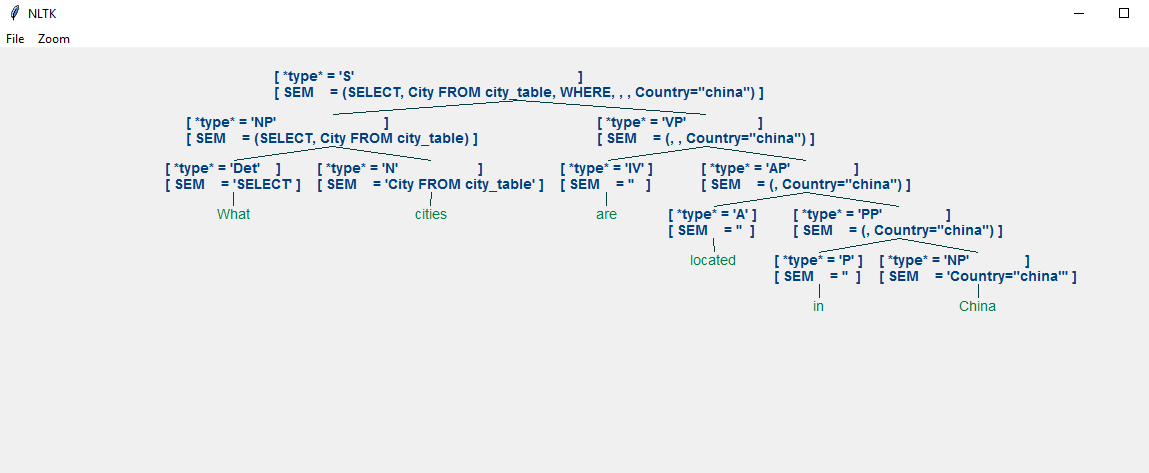 NLTK
File Zoom
[ *type* = 'S' ]
[ SEM = (SELECT, City FROM city_table, WHERE, , , Country="china") ]
[ *type* = 'NP' ] [ *type* = 'VP' ]
[ SEM = (SELECT, City FROM city_table) ] [ SEM = (, , Country="china") ]
[ *type* = 'Det' ] [ *type* = 'N' ] [ *type* = 'IV' ] [ *type* = 'AP' ]
[ SEM = 'SELECT' ] [ SEM = 'City FROM city_table' ] [ SEM = '' ] [ SEM = (, Country="china") ]
What cities are [ *type* = 'A' ] [ *type* = 'PP' ]
[ SEM = '' ] [ SEM = (, Country="china") ]
located [ *type* = 'P' ] [ *type* = 'NP' ]
[ SEM = '' ] [ SEM = 'Country="china"' ]
in China